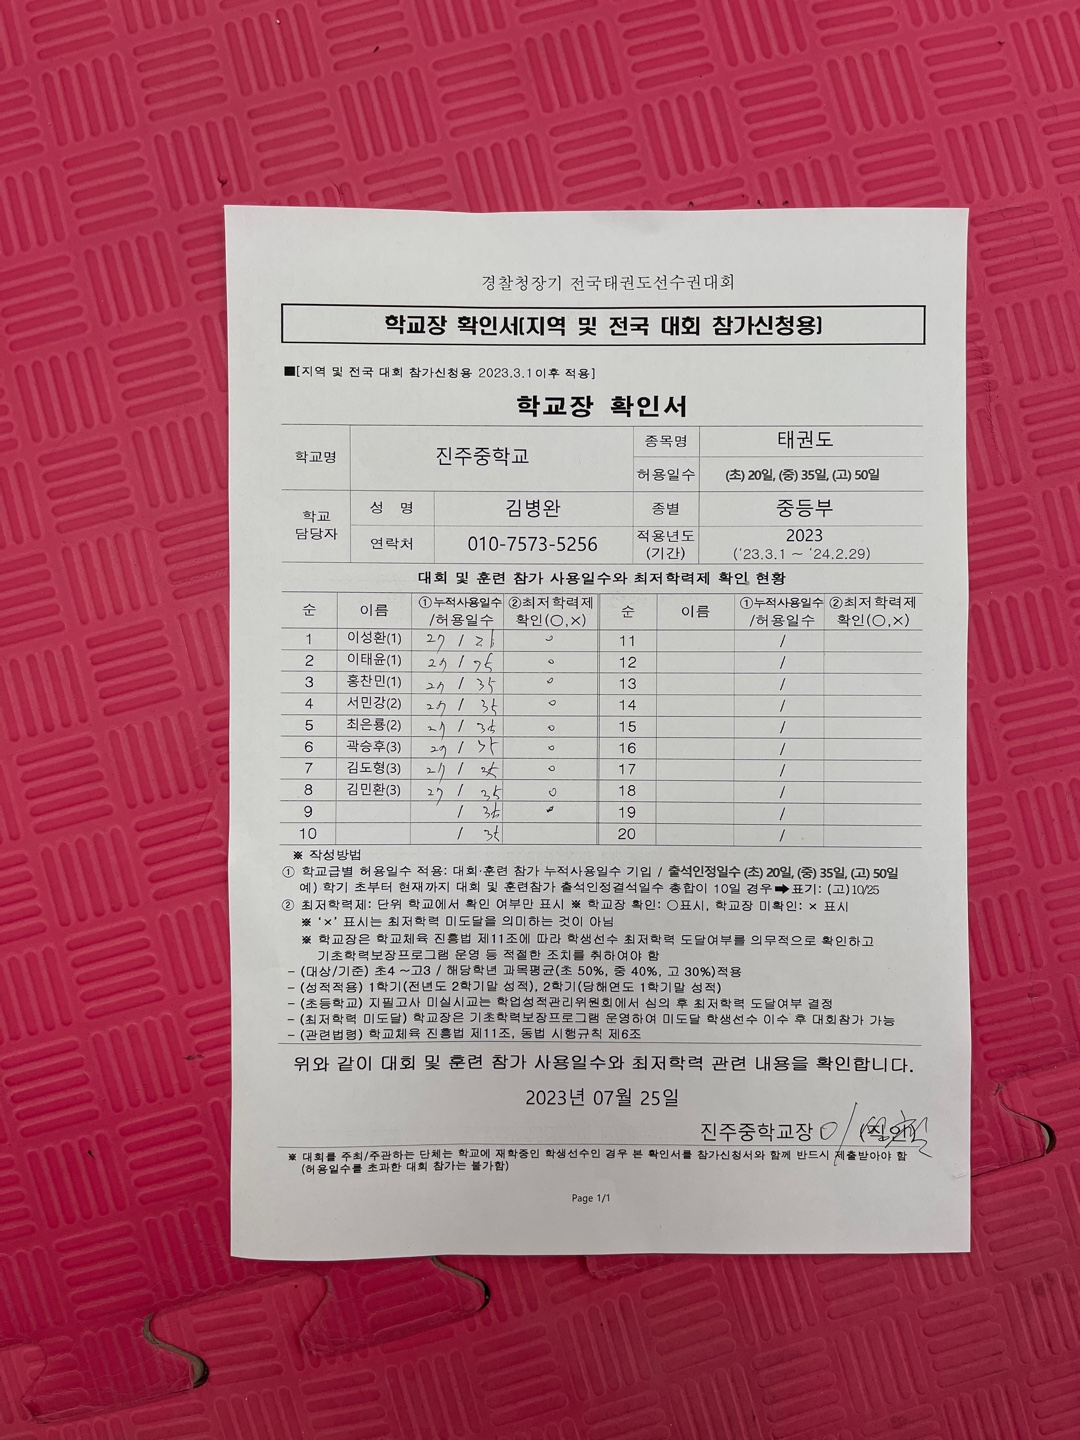 경찰청장기 전국태권도선수권대회
학교장 확인서(지역 및 전국 대회 참가신청용)
■[지역 및 전국 대회 참가신청용 2023.3.1이후 적용]
학교장 확인서
학교명 진주중학교 종목명 태권도
허용일수 (초) 20일, (중) 35일, (고) 50일
학교 담당자 성 명 김병완 종별 중등부
연락처 010-7573-5256 적용년도 (기간) 2023 ('23.3.1 ~ '24.2.29)
대회 및 훈련 참가 사용일수와 최저학력제 확인 현황
순 이름 ①누적사용일수 /허용일수 ②최저학력제 확인(○,×) 순 이름 ①누적사용일수 /허용일수 ②최저학력제 확인(○,×)
1 이성환(1) 27 / ○ 11 /
2 이태윤(1) 27 / ○ 12 /
3 홍찬민(1) 27 / 35 ○ 13 /
4 서민강(2) 27 / 35 ○ 14 /
5 최은룡(2) 27 / 35 ○ 15 /
6 곽승후(3) / ○ 16 /
7 김도형(3) 27 / 35 ○ 17 /
8 김민환(3) 27 / 35 ○ 18 /
9 / 35 19 /
10 / 35 20 /
※ 작성방법
① 학교급별 허용일수 적용: 대회·훈련 참가 누적사용일수 기입 / 출석인정일수 (초) 20일, (중) 35일, (고) 50일
예) 학기 초부터 현재까지 대회 및 훈련참가 출석인정결석일수 총합이 10일 경우➡표기: (고)10/25
② 최저학력제: 단위 학교에서 확인 여부만 표시 ※ 학교장 확인: ○표시, 학교장 미확인: × 표시
※ '×' 표시는 최저학력 미도달을 의미하는 것이 아님
※ 학교장은 학교체육 진흥법 제11조에 따라 학생선수 최저학력 도달여부를 의무적으로 확인하고
기초학력보장프로그램 운영 등 적절한 조치를 취하여야 함
- (대상/기준) 초4 ~고3 / 해당학년 과목평균(초 50%, 중 40%, 고 30%)적용
- (성적적용) 1학기(전년도 2학기말 성적), 2학기(당해연도 1학기말 성적)
- (초등학교) 지필고사 미실시교는 학업성적관리위원회에서 심의 후 최저학력 도달여부 결정
- (최저학력 미도달) 학교장은 기초학력보장프로그램 운영하여 미도달 학생선수 이수 후 대회참가 가능
- (관련법령) 학교체육 진흥법 제11조, 동법 시행규칙 제6조
위와 같이 대회 및 훈련 참가 사용일수와 최저학력 관련 내용을 확인합니다.
2023년 07월 25일
진주중학교장 (직인)
※ 대회를 주최/주관하는 단체는 학교에 재학중인 학생선수인 경우 본 확인서를 참가신청서와 함께 반드시 제출받아야 함
(허용일수를 초과한 대회 참가는 불가함)
Page 1/1